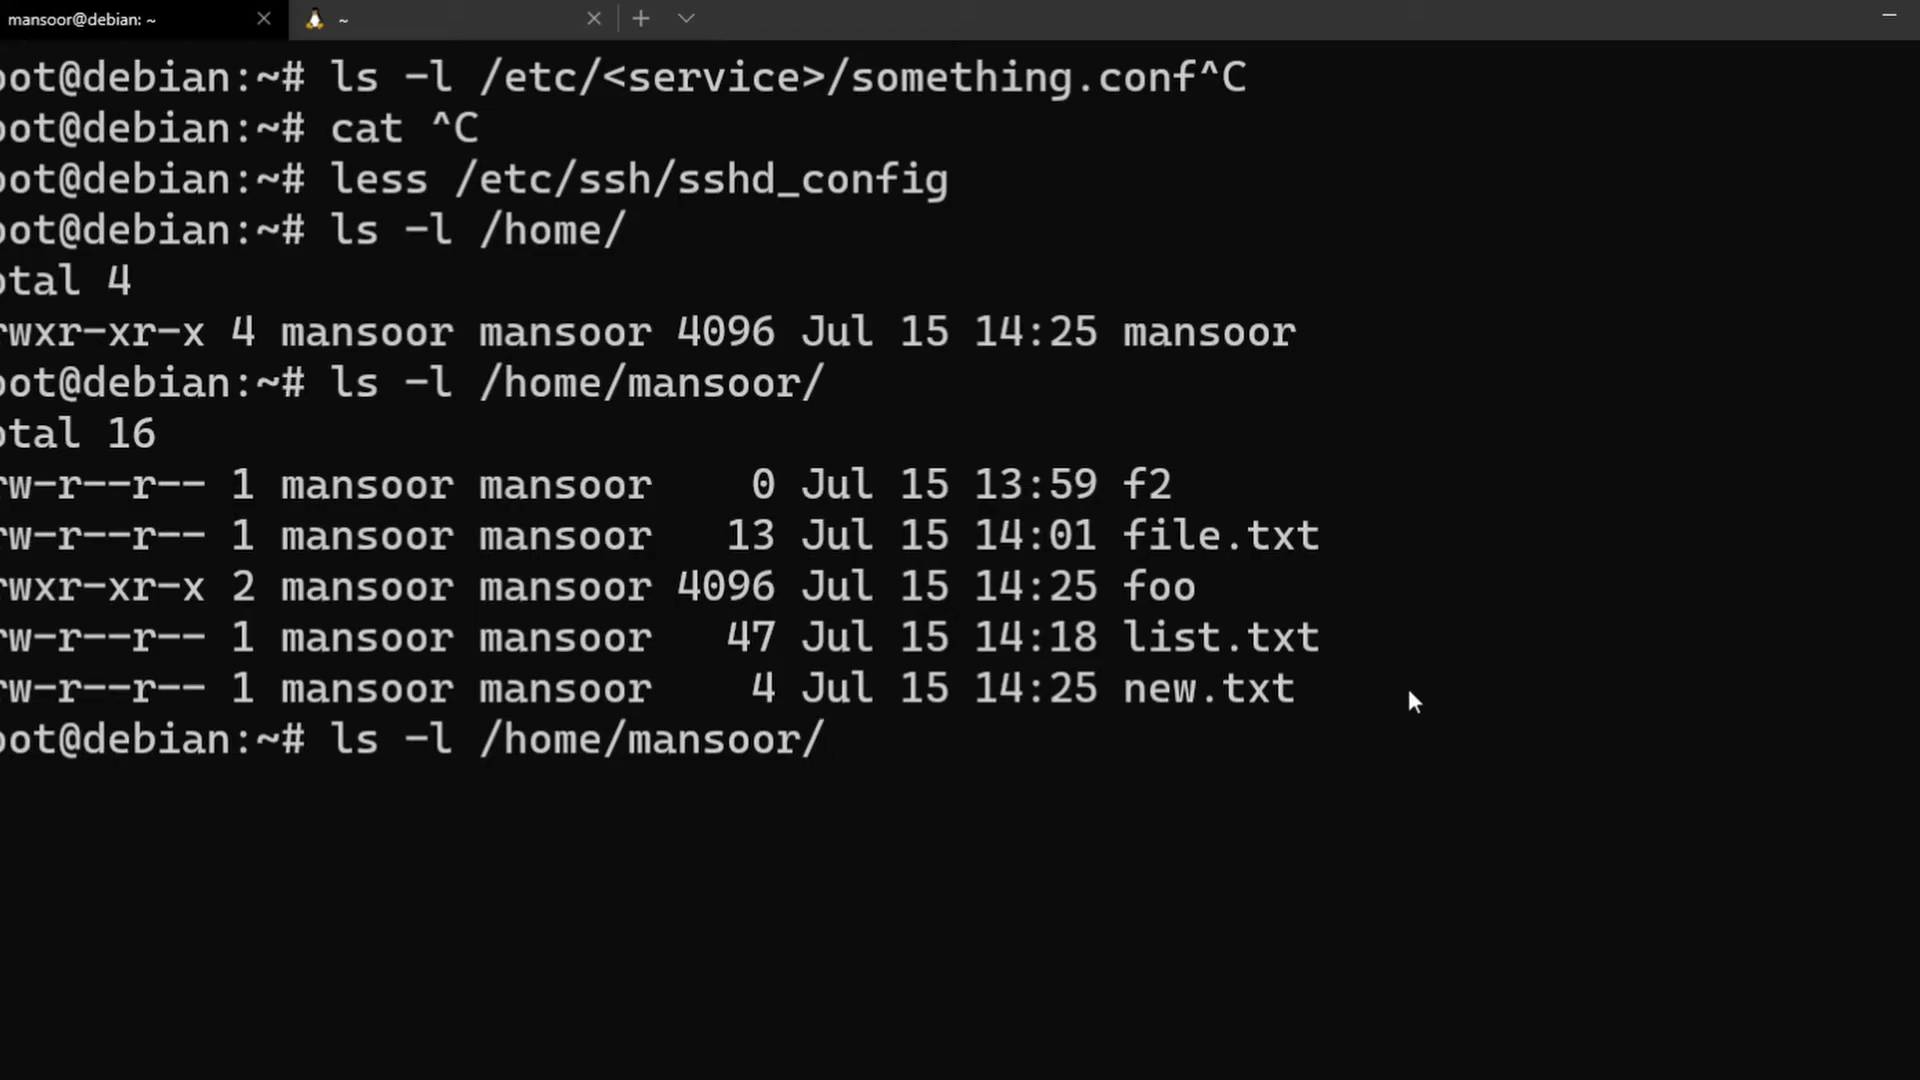 mansoor@debian: ~
~
oot@debian:~# ls -l /etc/<service>/something.conf^C
oot@debian:~# cat ^C
oot@debian:~# less /etc/ssh/sshd_config
oot@debian:~# ls -l /home/
otal 4
rwxr-xr-x 4 mansoor mansoor 4096 Jul 15 14:25 mansoor
oot@debian:~# ls -l /home/mansoor/
otal 16
rw-r--r-- 1 mansoor mansoor    0 Jul 15 13:59 f2
rw-r--r-- 1 mansoor mansoor   13 Jul 15 14:01 file.txt
rwxr-xr-x 2 mansoor mansoor 4096 Jul 15 14:25 foo
rw-r--r-- 1 mansoor mansoor   47 Jul 15 14:18 list.txt
rw-r--r-- 1 mansoor mansoor    4 Jul 15 14:25 new.txt
oot@debian:~# ls -l /home/mansoor/